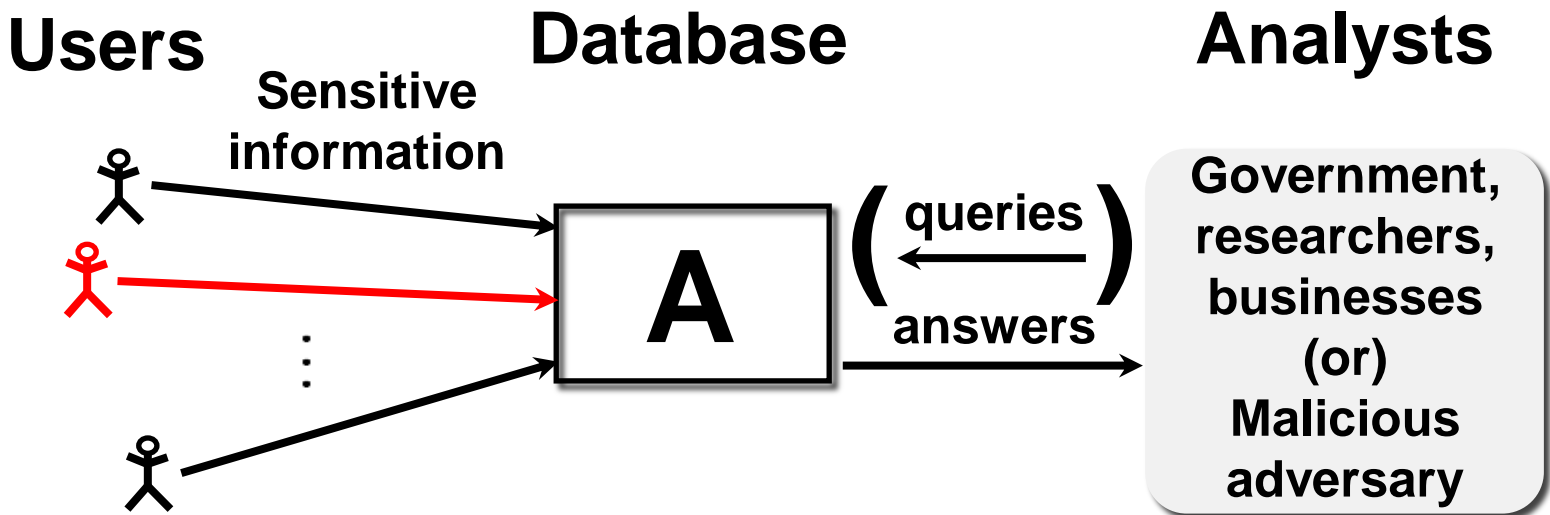 Users
Database
Analysts
Sensitive
information
A
( queries )
answers
Government,
researchers,
businesses
(or)
Malicious
adversary